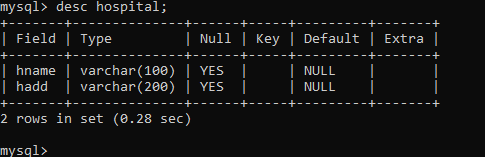 mysql> desc hospital;
+-------+--------------+------+-----+---------+-------+
| Field | Type         | Null | Key | Default | Extra |
+-------+--------------+------+-----+---------+-------+
| hname | varchar(100) | YES  |     | NULL    |       |
| hadd  | varchar(200) | YES  |     | NULL    |       |
+-------+--------------+------+-----+---------+-------+
2 rows in set (0.28 sec)
mysql>